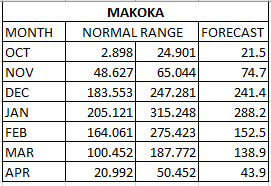 MAKOKA
MONTH NORMAL RANGE FORECAST
OCT 2.898 24.901 21.5
NOV 48.627 65.044 74.7
DEC 183.553 247.281 241.4
JAN 205.121 315.248 288.2
FEB 164.061 275.423 152.5
MAR 100.452 187.772 138.9
APR 20.992 50.452 43.9